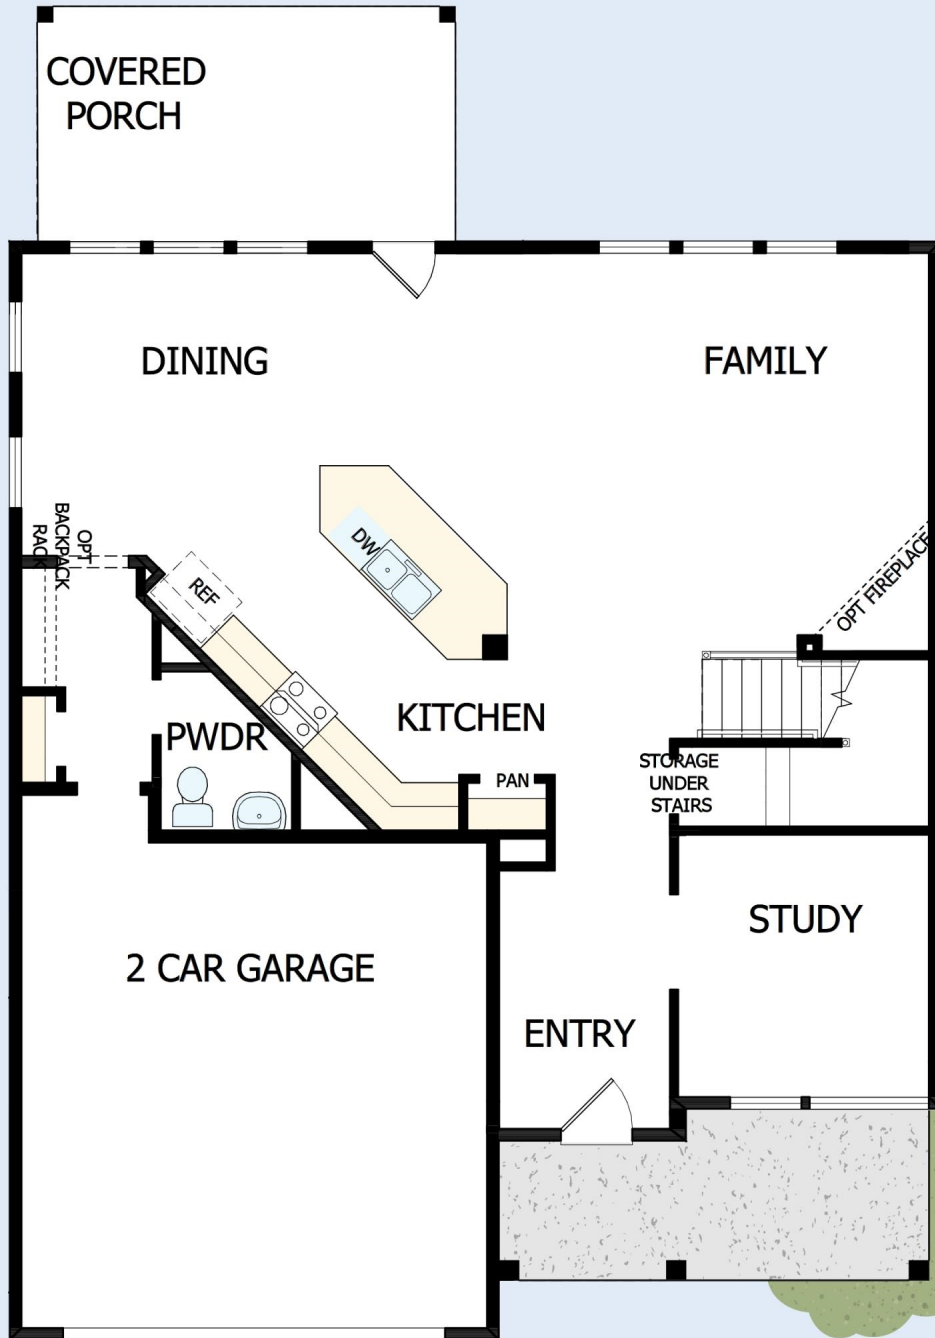 COVERED
PORCH
DINING
FAMILY
OPT
BACKPACK
RACK
REF
DW
OPT FIREPLACE
KITCHEN
PWDR
PAN
STORAGE
UNDER
STAIRS
STUDY
2 CAR GARAGE
ENTRY